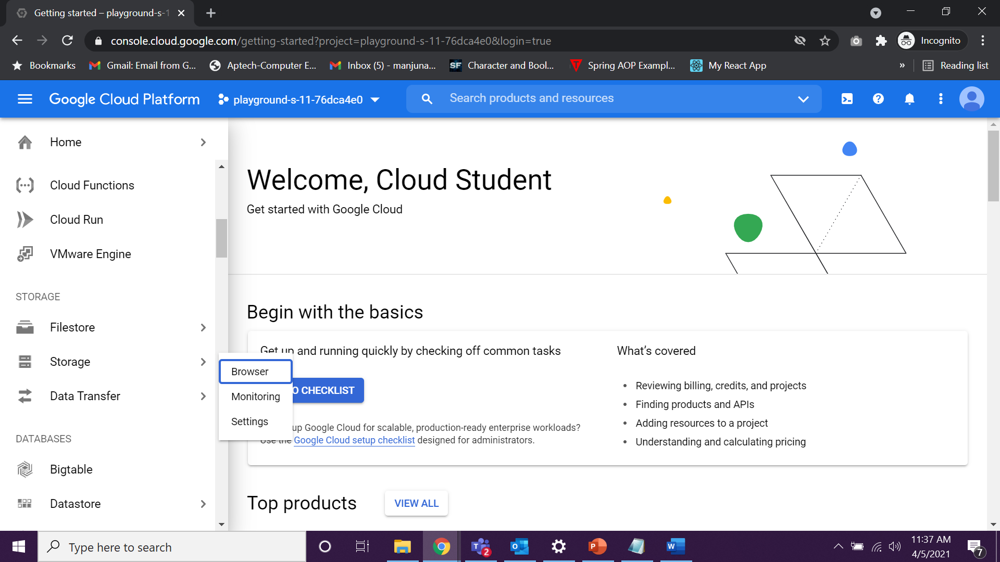 Getting started – playground-s-1
console.cloud.google.com/getting-started?project=playground-s-11-76dca4e0&login=true
Incognito
Bookmarks
Gmail: Email from G...
Aptech-Computer E...
Inbox (5) - manjuna...
SF
Character and Bool...
Spring AOP Exampl...
My React App
»
Reading list
Google Cloud Platform
playground-s-11-76dca4e0
Search products and resources
Home
Cloud Functions
Cloud Run
VMware Engine
STORAGE
Filestore
Storage
Data Transfer
DATABASES
Bigtable
Datastore
Browser
Monitoring
Settings
Welcome, Cloud Student
Get started with Google Cloud
Begin with the basics
Get up and running quickly by checking off common tasks
O CHECKLIST
up Google Cloud for scalable, production-ready enterprise workloads?
Use the Google Cloud setup checklist designed for administrators.
What's covered
• Reviewing billing, credits, and projects
• Finding products and APIs
• Adding resources to a project
• Understanding and calculating pricing
Top products
VIEW ALL
Type here to search
2
11:37 AM
4/5/2021
7